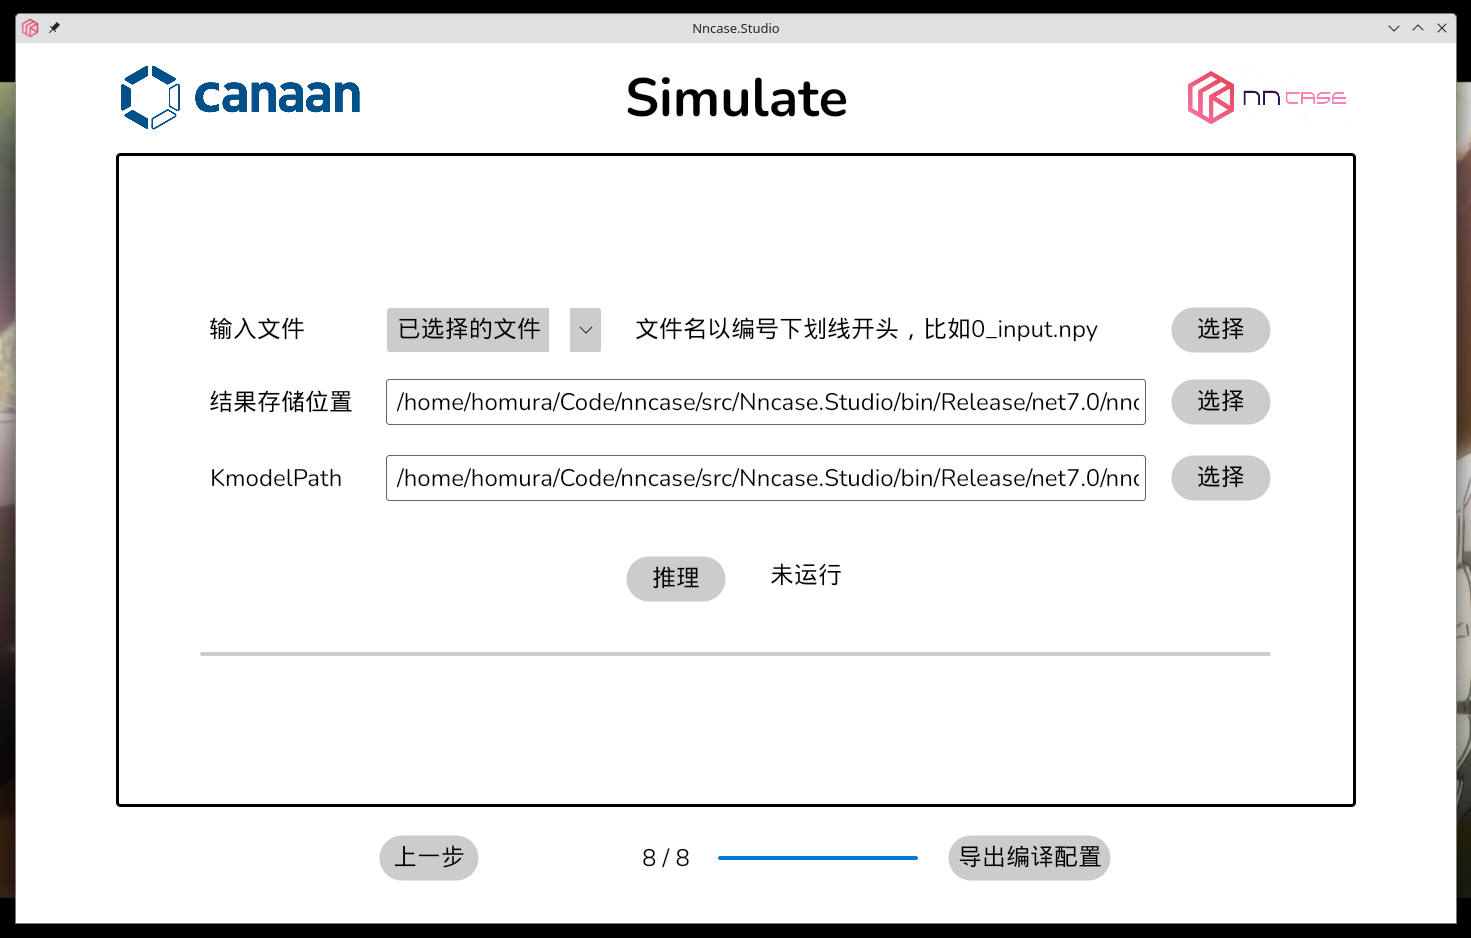 Nncase.Studio
canaan
Simulate
nn CASE
输入文件
已选择的文件
文件名以编号下划线开头，比如0_input.npy
选择
结果存储位置
/home/homura/Code/nncase/src/Nncase.Studio/bin/Release/net7.0/nnc
选择
KmodelPath
/home/homura/Code/nncase/src/Nncase.Studio/bin/Release/net7.0/nnc
选择
推理
未运行
上一步
8 / 8
导出编译配置